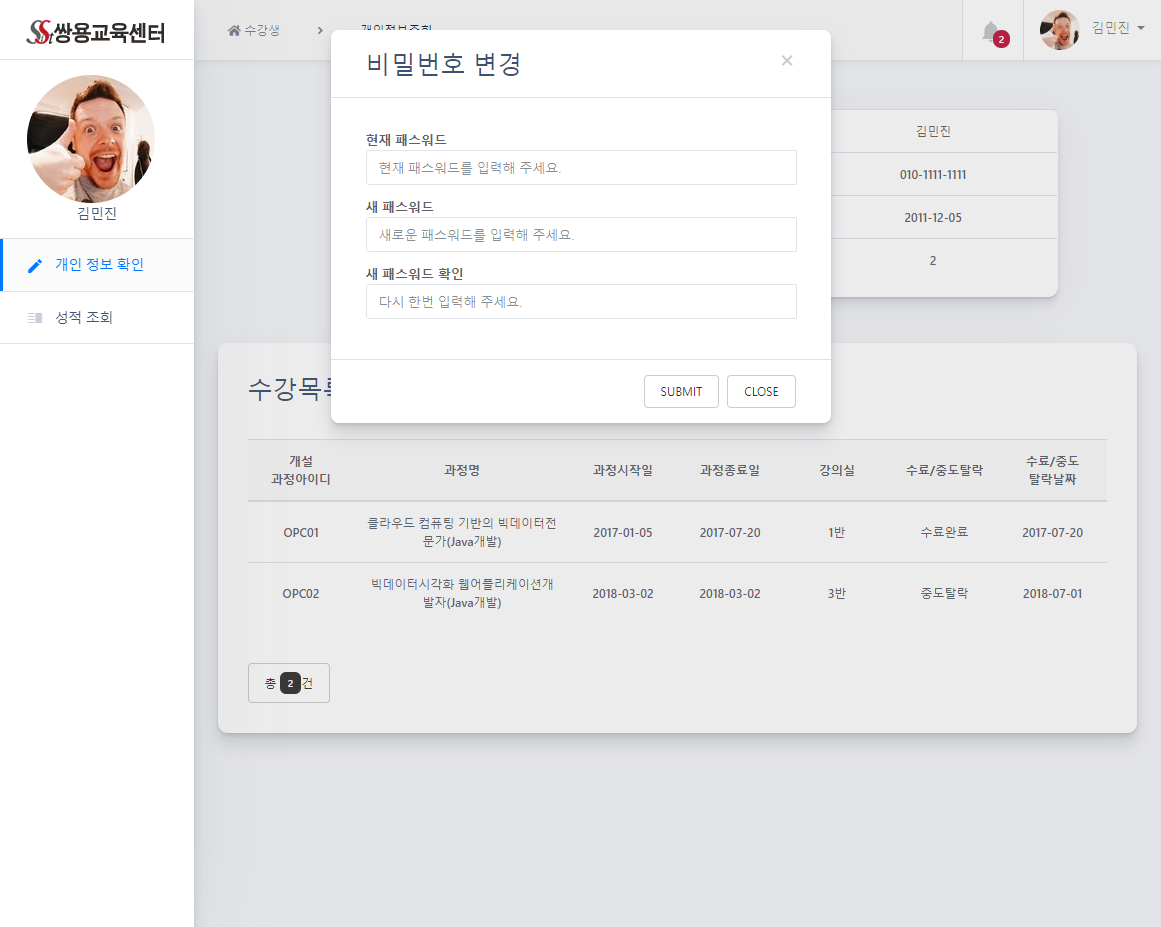 쌍용교육센터
수강생
개인정보조회
2
김민진
김민진
개인 정보 확인
성적 조회
비밀번호 변경
×
현재 패스워드
현재 패스워드를 입력해 주세요.
새 패스워드
새로운 패스워드를 입력해 주세요.
새 패스워드 확인
다시 한번 입력해 주세요.
SUBMIT CLOSE
김민진
010-1111-1111
2011-12-05
2
수강목록
개설
과정아이디
과정명
과정시작일
과정종료일
강의실
수료/중도탈락
수료/중도
탈락날짜
OPC01
클라우드 컴퓨팅 기반의 빅데이터전
문가(Java개발)
2017-01-05
2017-07-20
1반
수료완료
2017-07-20
OPC02
빅데이터시각화 웹어플리케이션개
발자(Java개발)
2018-03-02
2018-03-02
3반
중도탈락
2018-07-01
총 2 건